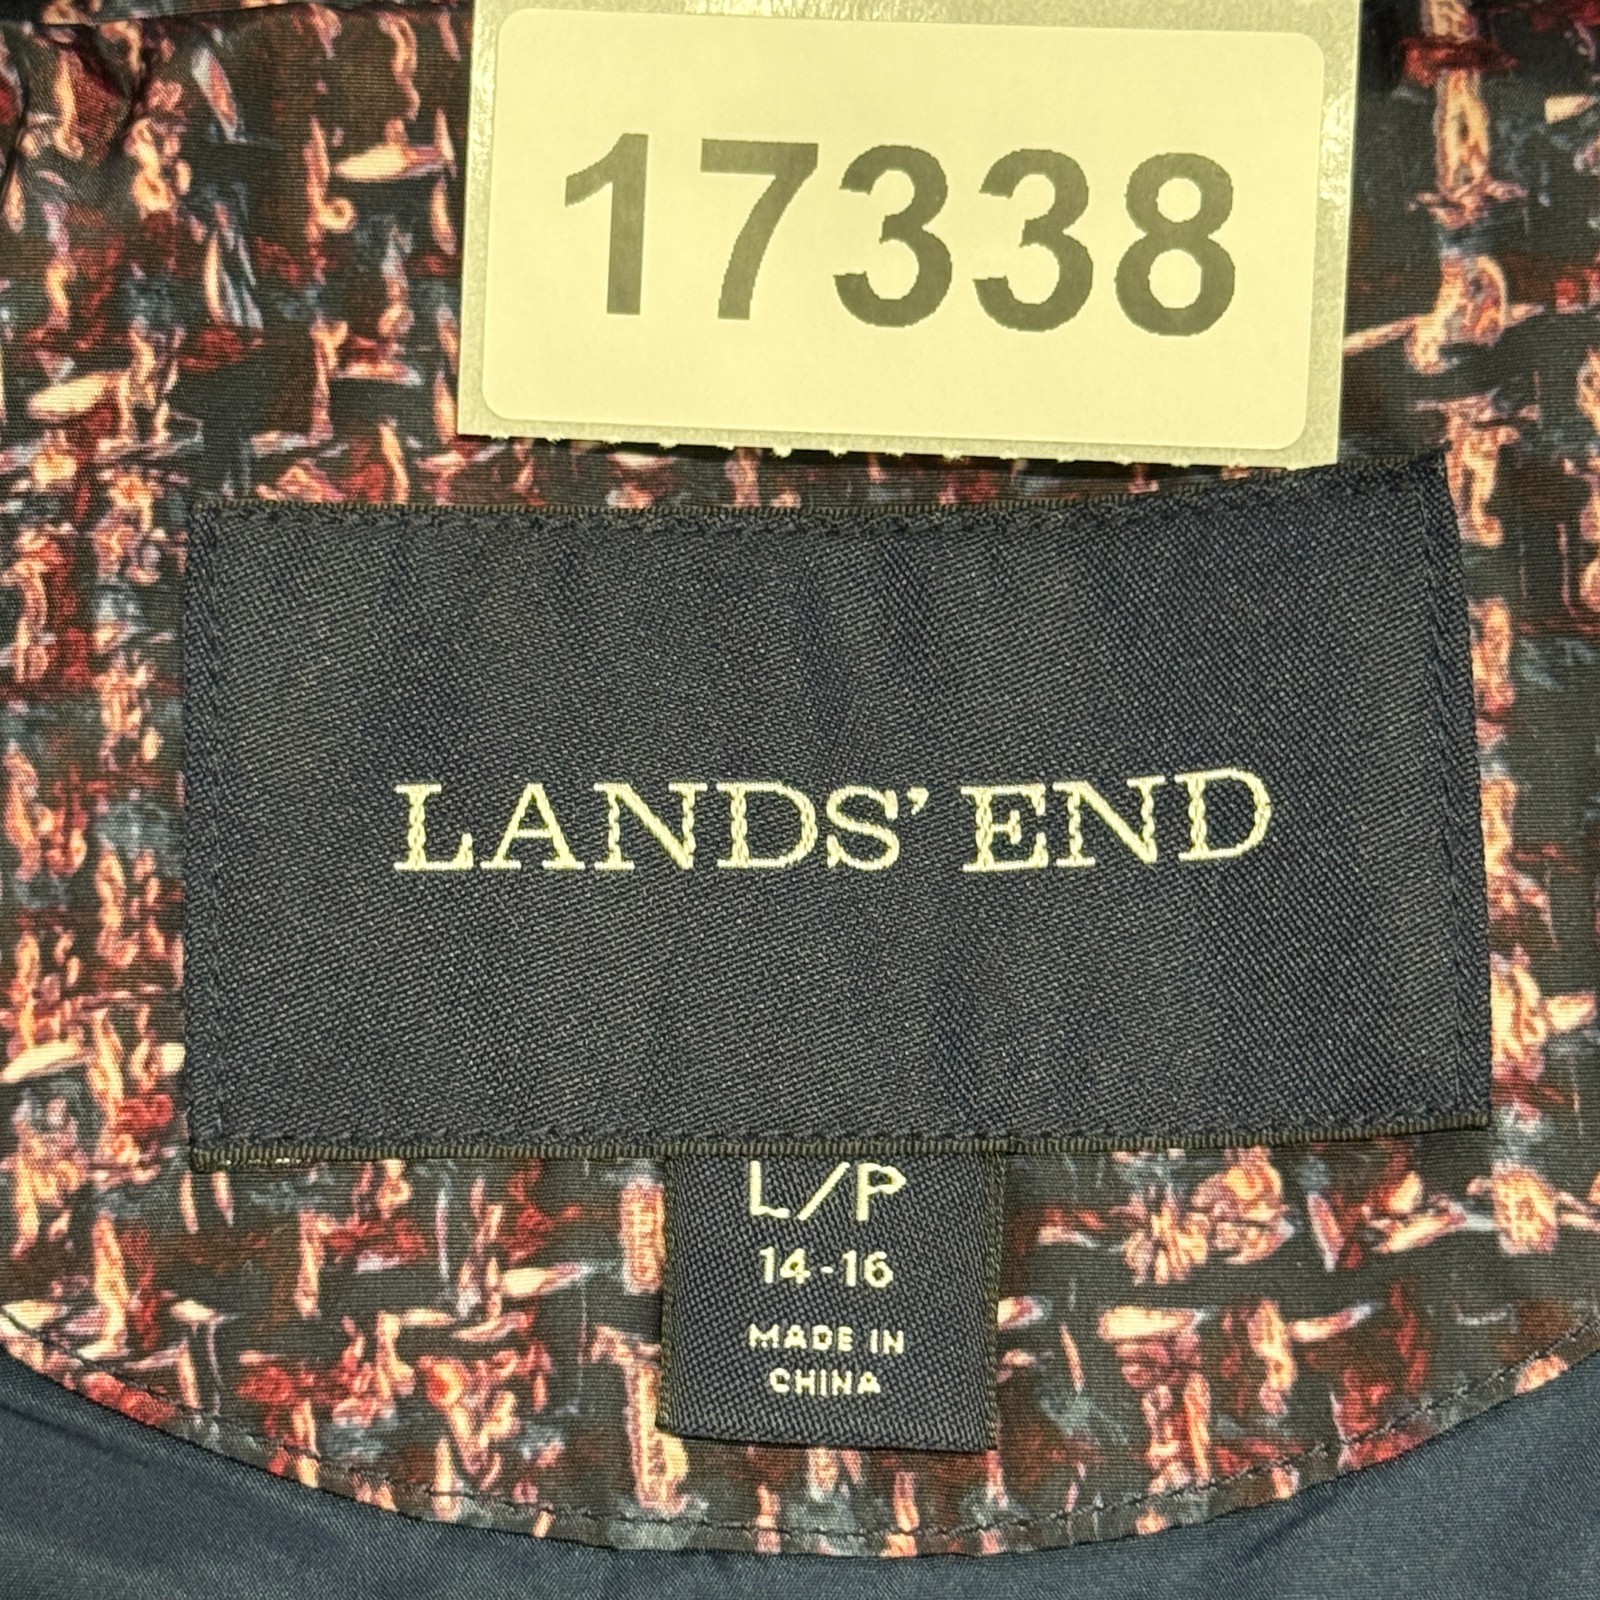 17338
LANDS' END
L/P
14-16
MADE IN
CHINA